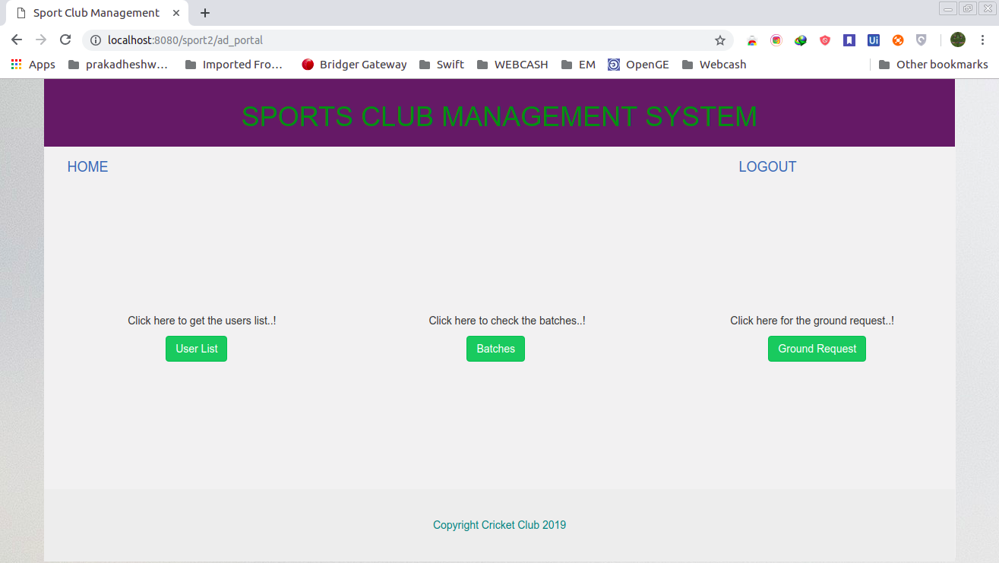 Sport Club Management
localhost:8080/sport2/ad_portal
Apps prakadheshw… Imported Fro… Bridger Gateway Swift WEBCASH EM OpenGE Webcash Other bookmarks
SPORTS CLUB MANAGEMENT SYSTEM
HOME LOGOUT
Click here to get the users list..! Click here to check the batches..! Click here for the ground request..!
User List Batches Ground Request
Copyright Cricket Club 2019